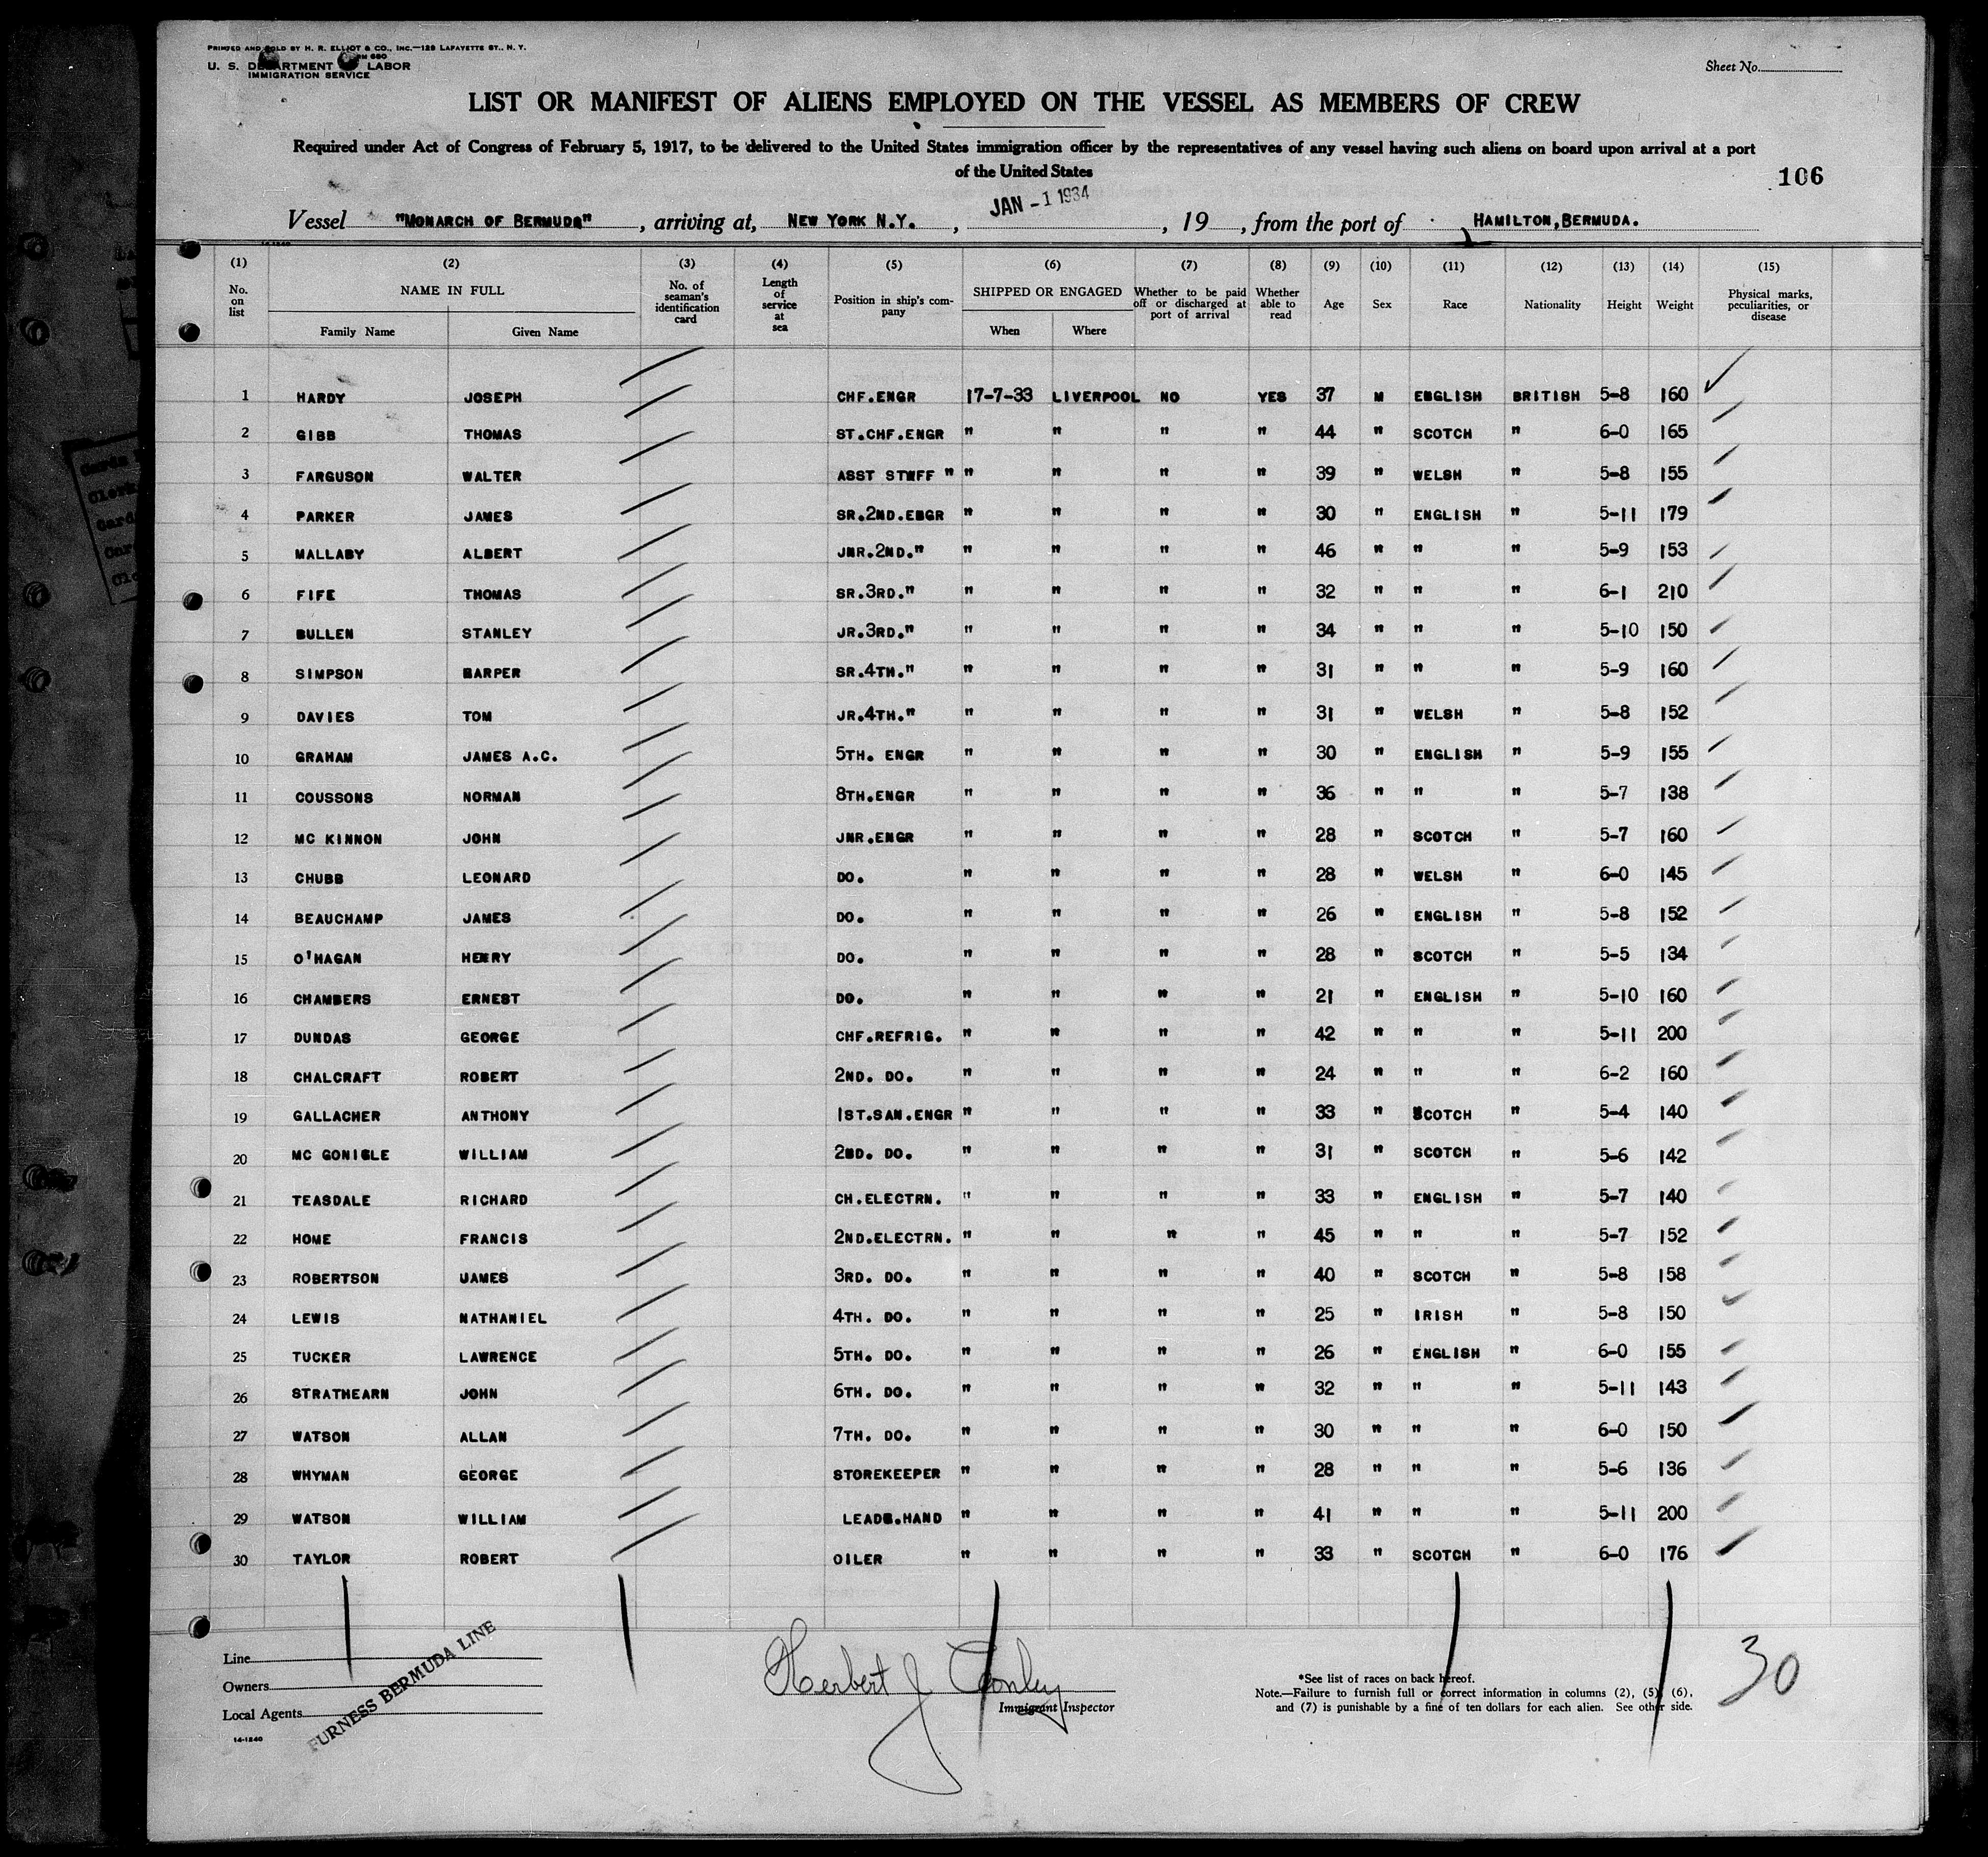 PRINTED AND SOLD BY H. R. ELLIOT & CO., INC.—128 LAFAYETTE ST., N. Y.
U. S. DEPARTMENT LABOR
IMMIGRATION SERVICE
Sheet No.
LIST OR MANIFEST OF ALIENS EMPLOYED ON THE VESSEL AS MEMBERS OF CREW
Required under Act of Congress of February 5, 1917, to be delivered to the United States immigration officer by the representatives of any vessel having such aliens on board upon arrival at a port
of the United States
106
JAN -1 1934
Vessel "MONARCH OF BERMUDA", arriving at, NEW YORK N.Y., , 19 , from the port of HAMILTON,BERMUDA.
(1) (2) (3) (4) (5) (6) (7) (8) (9) (10) (11) (12) (13) (14) (15)
No. on list NAME IN FULL Family Name Given Name No. of seaman's identification card Length of service at sea Position in ship's company SHIPPED OR ENGAGED When Where Whether to be paid off or discharged at port of arrival Whether able to read Age Sex Race Nationality Height Weight Physical marks, peculiarities, or disease
1 HARDY JOSEPH CHF.ENGR 17-7-33 LIVERPOOL NO YES 37 M ENGLISH BRITISH 5-8 160
2 GIBB THOMAS ST.CHF.ENGR " " " " 44 " SCOTCH " 6-0 165
3 FARGUSON WALTER ASST " " " " " 39 " WELSH " 5-8 155
4 PARKER JAMES SR.2ND.EBGR " " " " 30 " ENGLISH " 5-11 179
5 MALLABY ALBERT JNR.2ND." " " " " 46 " " " 5-9 153
6 FIFE THOMAS SR.3RD." " " " " 32 " " " 6-1 210
7 BULLEN STANLEY JR.3RD." " " " " 34 " " " 5-10 150
8 SIMPSON BARPER SR.4TH." " " " " 31 " " " 5-9 160
9 DAVIES TOM JR.4TH." " " " " 31 " WELSH " 5-8 152
10 GRAHAM JAMES A.C. 5TH. ENGR " " " " 30 " ENGLISH " 5-9 155
11 COUSSONS NORMAN 8TH.ENGR " " " " 36 " " " 5-7 138
12 MC KINNON JOHN JNR.ENGR " " " " 28 " SCOTCH " 5-7 160
13 CHUBB LEONARD DO. " " " " 28 " WELSH " 6-0 145
14 BEAUCHAMP JAMES DO. " " " " 26 " ENGLISH " 5-8 152
15 O'HAGAN HENRY DO. " " " " 28 " SCOTCH " 5-5 134
16 CHAMBERS ERNEST DO. " " " " 21 " ENGLISH " 5-10 160
17 DUNDAS GEORGE CHF.REFRIG. " " " " 42 " " " 5-11 200
18 CHALCRAFT ROBERT 2ND. DO. " " " " 24 " " " 6-2 160
19 GALLAGHER ANTHONY 1ST.SAN.ENGR " " " " 33 " SCOTCH " 5-4 140
20 MC GONIGLE WILLIAM 2ND. DO. " " " " 31 " SCOTCH " 5-6 142
21 TEASDALE RICHARD CH.ELECTRN. " " " " 33 " ENGLISH " 5-7 140
22 HOME FRANCIS 2ND.ELECTRN. " " " " 45 " " " 5-7 152
23 ROBERTSON JAMES 3RD. DO. " " " " 40 " SCOTCH " 5-8 158
24 LEWIS NATHANIEL 4TH. DO. " " " " 25 " IRISH " 5-8 150
25 TUCKER LAWRENCE 5TH. DO. " " " " 26 " ENGLISH " 6-0 155
26 STRATHEARN JOHN 6TH. DO. " " " " 32 " " " 5-11 143
27 WATSON ALLAN 7TH. DO. " " " " 30 " " " 6-0 150
28 WHYMAN GEORGE STOREKEEPER " " " " 28 " " " 5-6 136
29 WATSON WILLIAM LEADG.HAND " " " " 41 " " " 5-11 200
30 TAYLOR ROBERT OILER " " " " 33 " SCOTCH " 6-0 176
Line
Owners
Local Agents
FURNESS BERMUDA LINE
14-1240
Herbert J Conley
Immigrant Inspector
*See list of races on back hereof.
Note.—Failure to furnish full or correct information in columns (2), (5), (6),
and (7) is punishable by a fine of ten dollars for each alien. See other side.
30